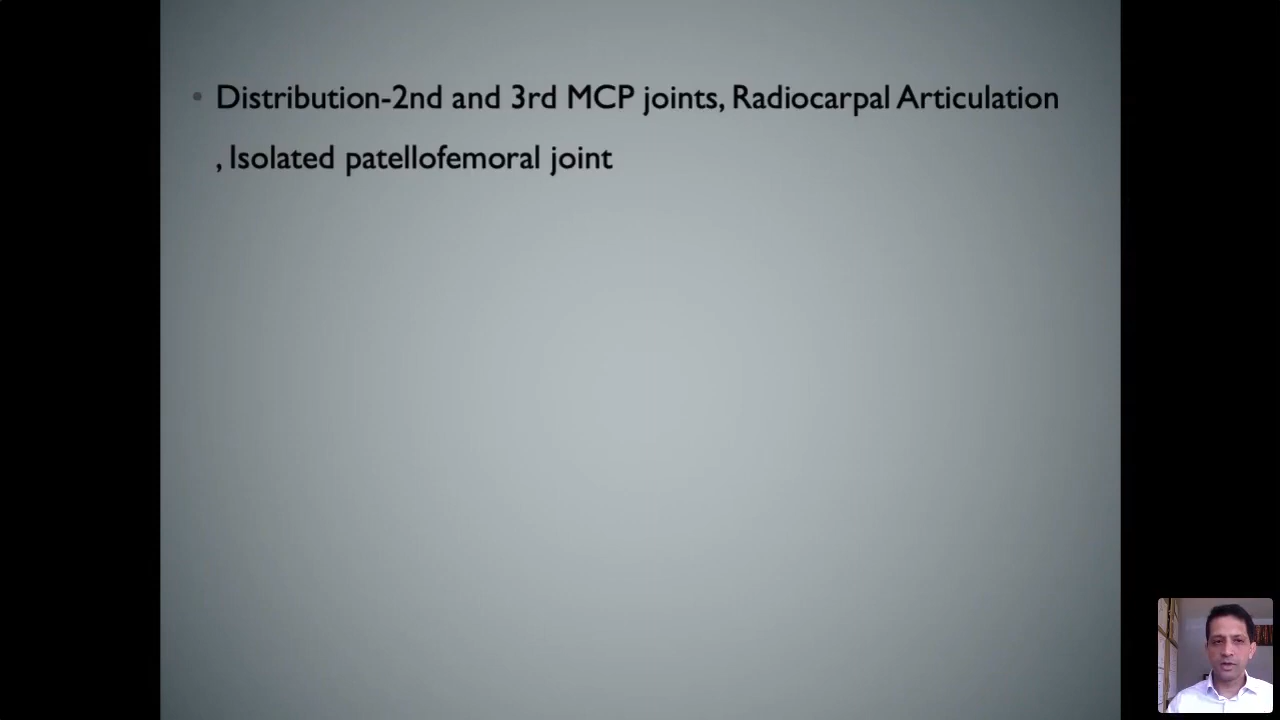 • Distribution-2nd and 3rd MCP joints, Radiocarpal Articulation
, Isolated patellofemoral joint